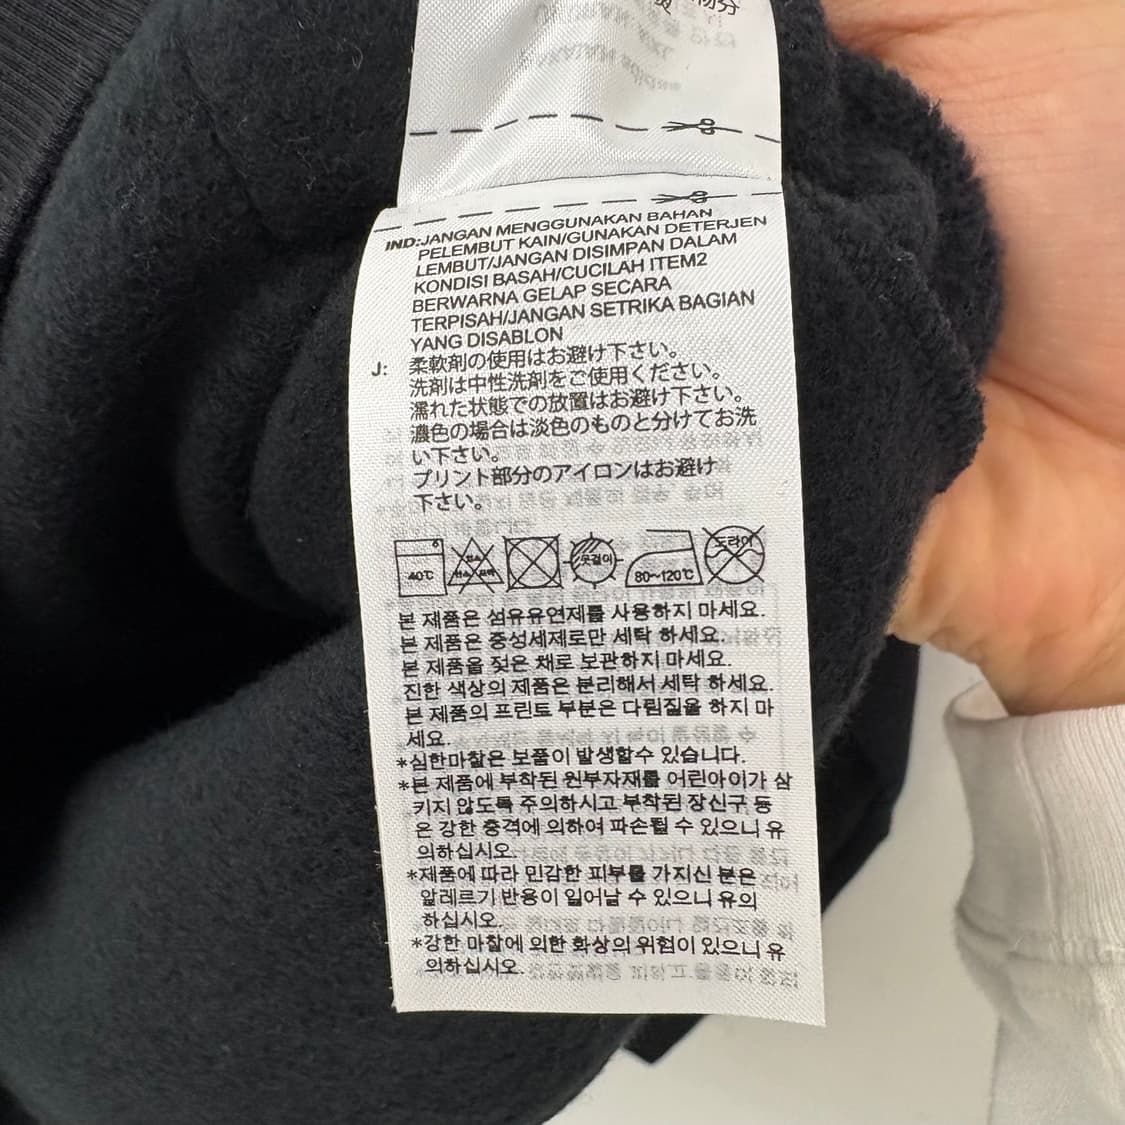 物分
IND:JANGAN MENGGUNAKAN BAHAN
PELEMBUT KAIN/GUNAKAN DETERJEN
LEMBUT/JANGAN DISIMPAN DALAM
KONDISI BASAH/CUCILAH ITEM2
BERWARNA GELAP SECARA
TERPISAH/JANGAN SETRIKA BAGIAN
YANG DISABLON
J: 柔軟剤の使用はお避け下さい。
洗剤は中性洗剤をご使用ください。
濡れた状態での放置はお避け下さい。
濃色の場合は淡色のものと分けてお洗
い下さい。
プリント部分のアイロンはお避け
下さい。
6 40℃ 염소 옷걸이 80~120℃ 드라이
본 제품은 섬유유연제를 사용하지 마세요.
본 제품은 중성세제로만 세탁 하세요.
본 제품을 젖은 채로 보관하지 마세요.
진한 색상의 제품은 분리해서 세탁 하세요.
본 제품의 프린트 부분은 다림질을 하지 마
세요.
*심한마찰은 보풀이 발생할수 있습니다.
*본 제품에 부착된 원부자재를 어린아이가 삼
키지 않도록 주의하시고 부착된 장신구 등
은 강한 충격에 의하여 파손될 수 있으니 유
의하십시오.
*제품에 따라 민감한 피부를 가지신 분은
알레르기 반응이 일어날 수 있으니 유의
하십시오.
*강한 마찰에 의한 화상의 위험이 있으니 유
의하십시오.